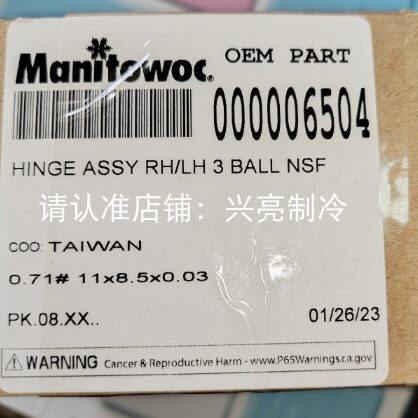 Manitowoc® OEM PART
000006504
HINGE ASSY RH/LH 3 BALL NSF
请认准店铺：兴亮制冷
COO: TAIWAN
0.71# 11x8.5x0.03
PK.08.XX.. 01/26/23
WARNING Cancer & Reproductive Harm - www.P65Warnings.ca.gov